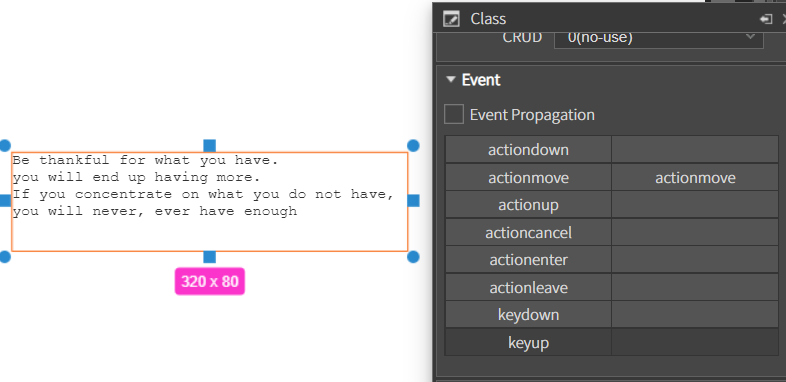 Be thankful for what you have.
you will end up having more.
If you concentrate on what you do not have,
you will never, ever have enough
320 x 80
Class
CRUD 0(no-use)
Event
Event Propagation
actiondown
actionmove actionmove
actionup
actioncancel
actionenter
actionleave
keydown
keyup